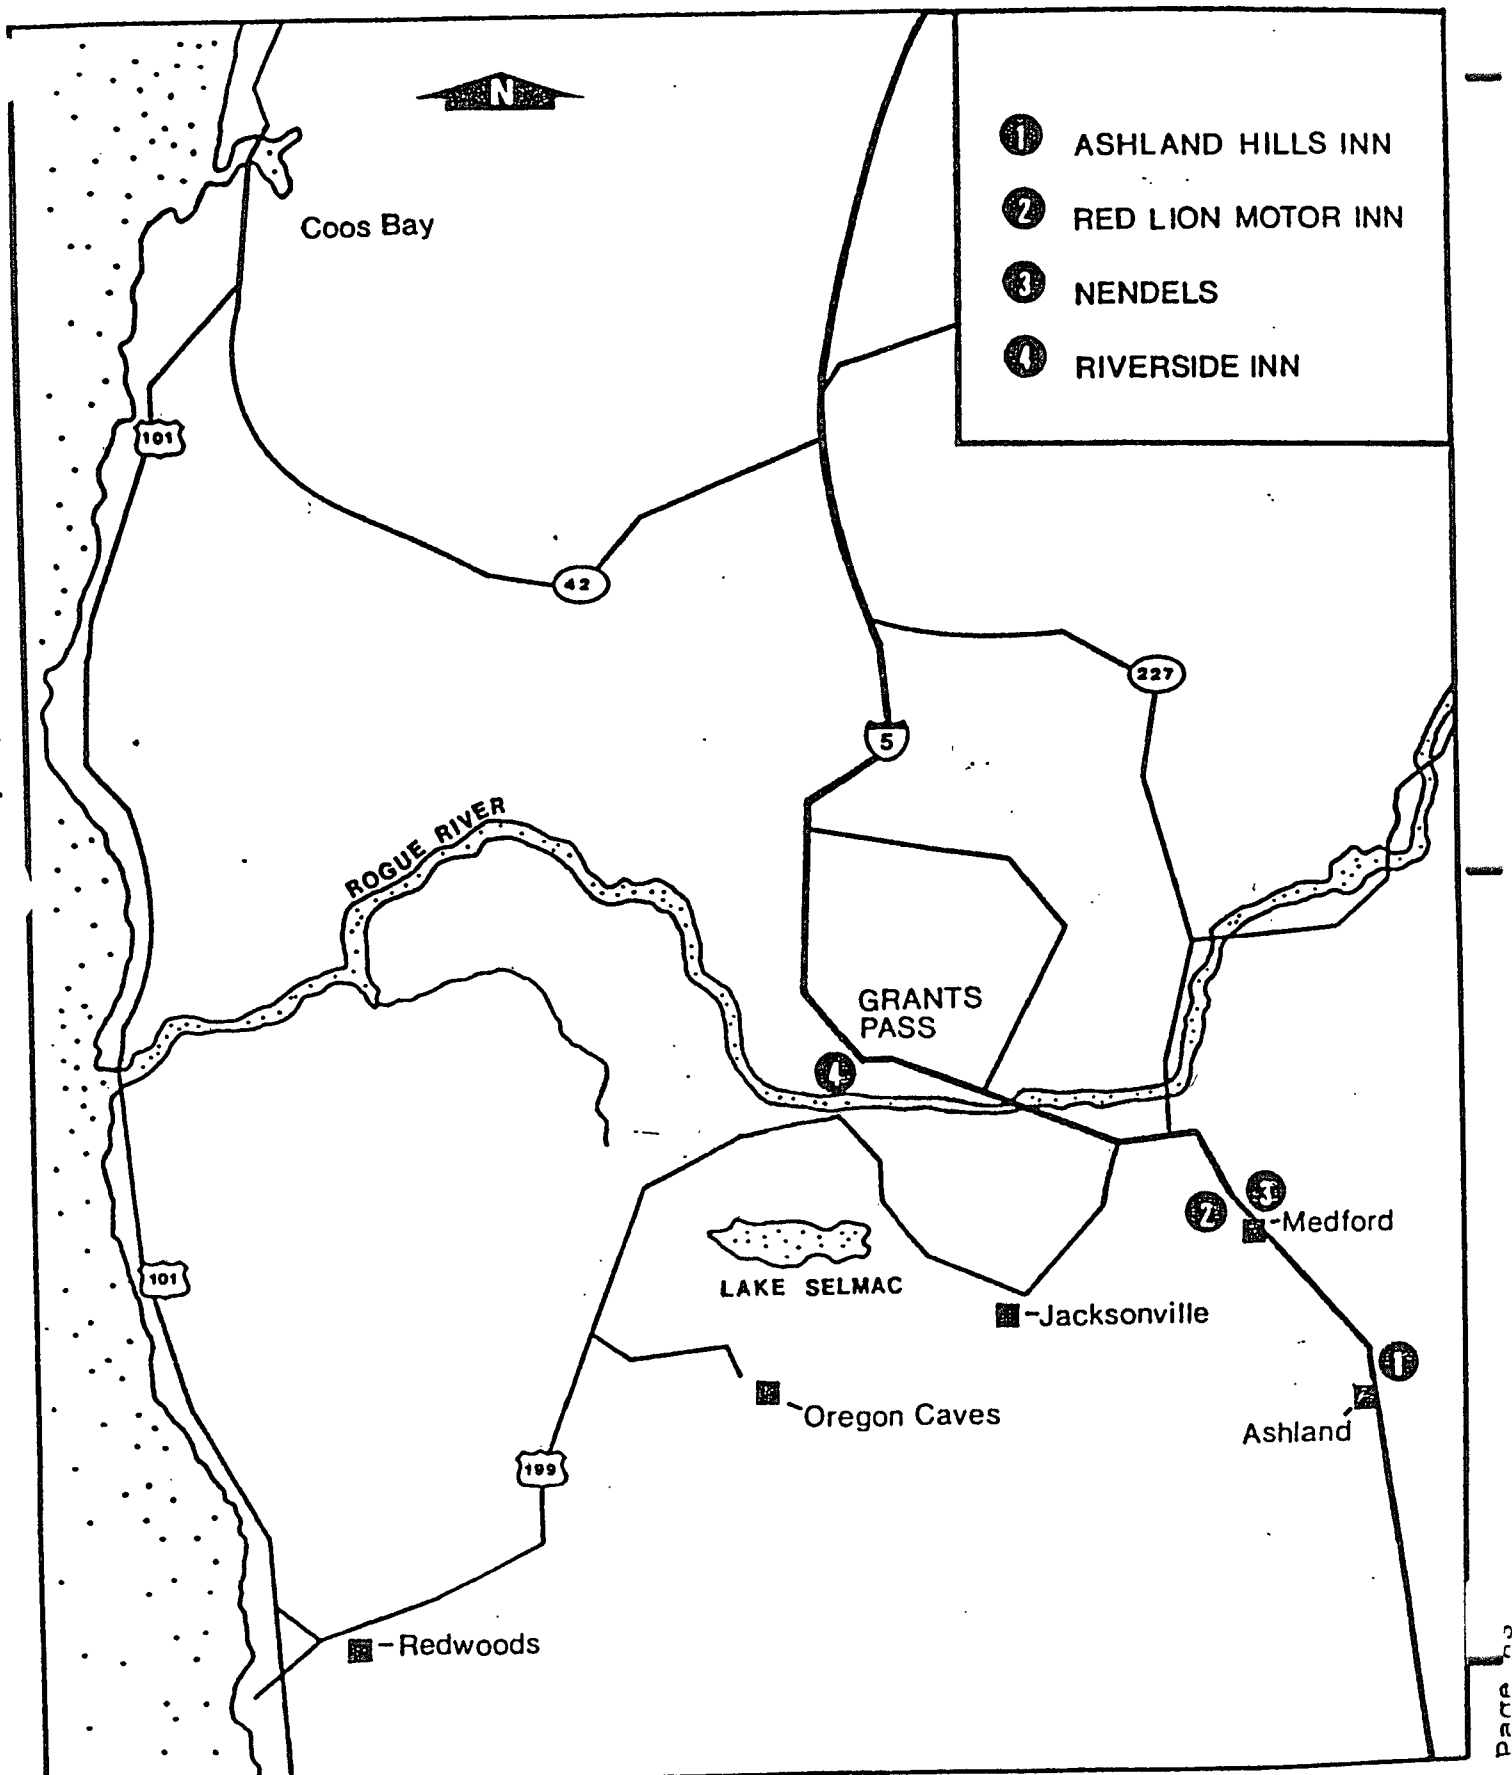 N
1 ASHLAND HILLS INN
2 RED LION MOTOR INN
3 NENDELS
4 RIVERSIDE INN
Coos Bay
101
42
227
5
ROGUE RIVER
GRANTS
PASS
4
3
2
-Medford
101
LAKE SELMAC
-Jacksonville
1
-Oregon Caves
Ashland
199
-Redwoods
Page